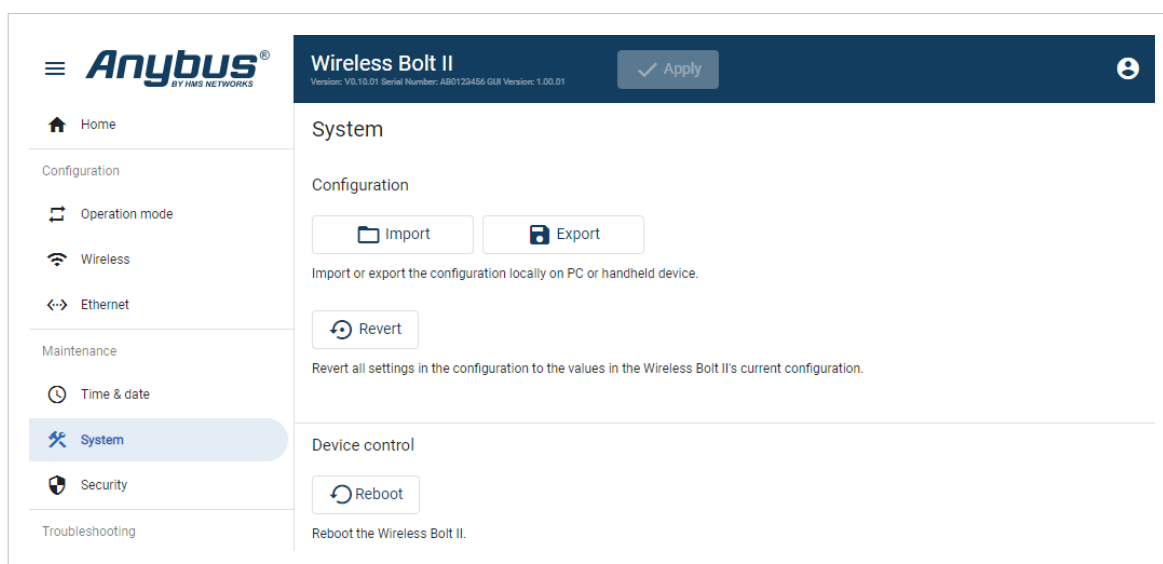 Anybus®
BY HMS NETWORKS
Wireless Bolt II
Version: V0.10.01 Serial Number: AB0123456 GUI Version: 1.00.01
Apply
Home
Configuration
Operation mode
Wireless
Ethernet
Maintenance
Time & date
System
Security
Troubleshooting
System
Configuration
Import
Export
Import or export the configuration locally on PC or handheld device.
Revert
Revert all settings in the configuration to the values in the Wireless Bolt II's current configuration.
Device control
Reboot
Reboot the Wireless Bolt II.